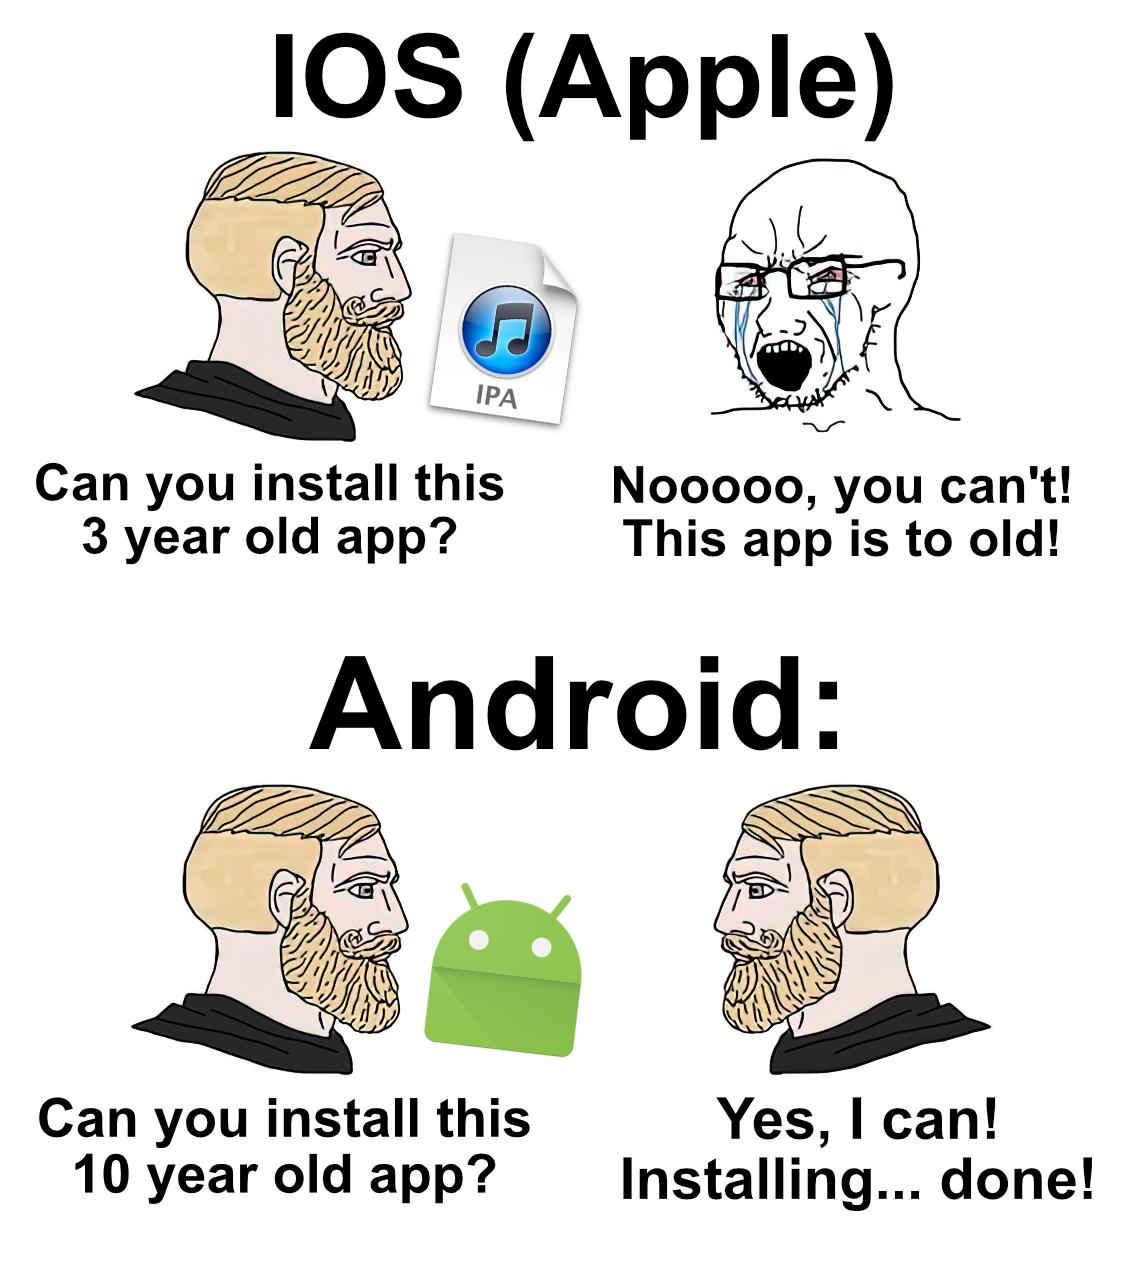 IOS (Apple)
IPA
Can you install this
3 year old app?
Nooooo, you can't!
This app is to old!
Android:
Can you install this
10 year old app?
Yes, I can!
Installing... done!